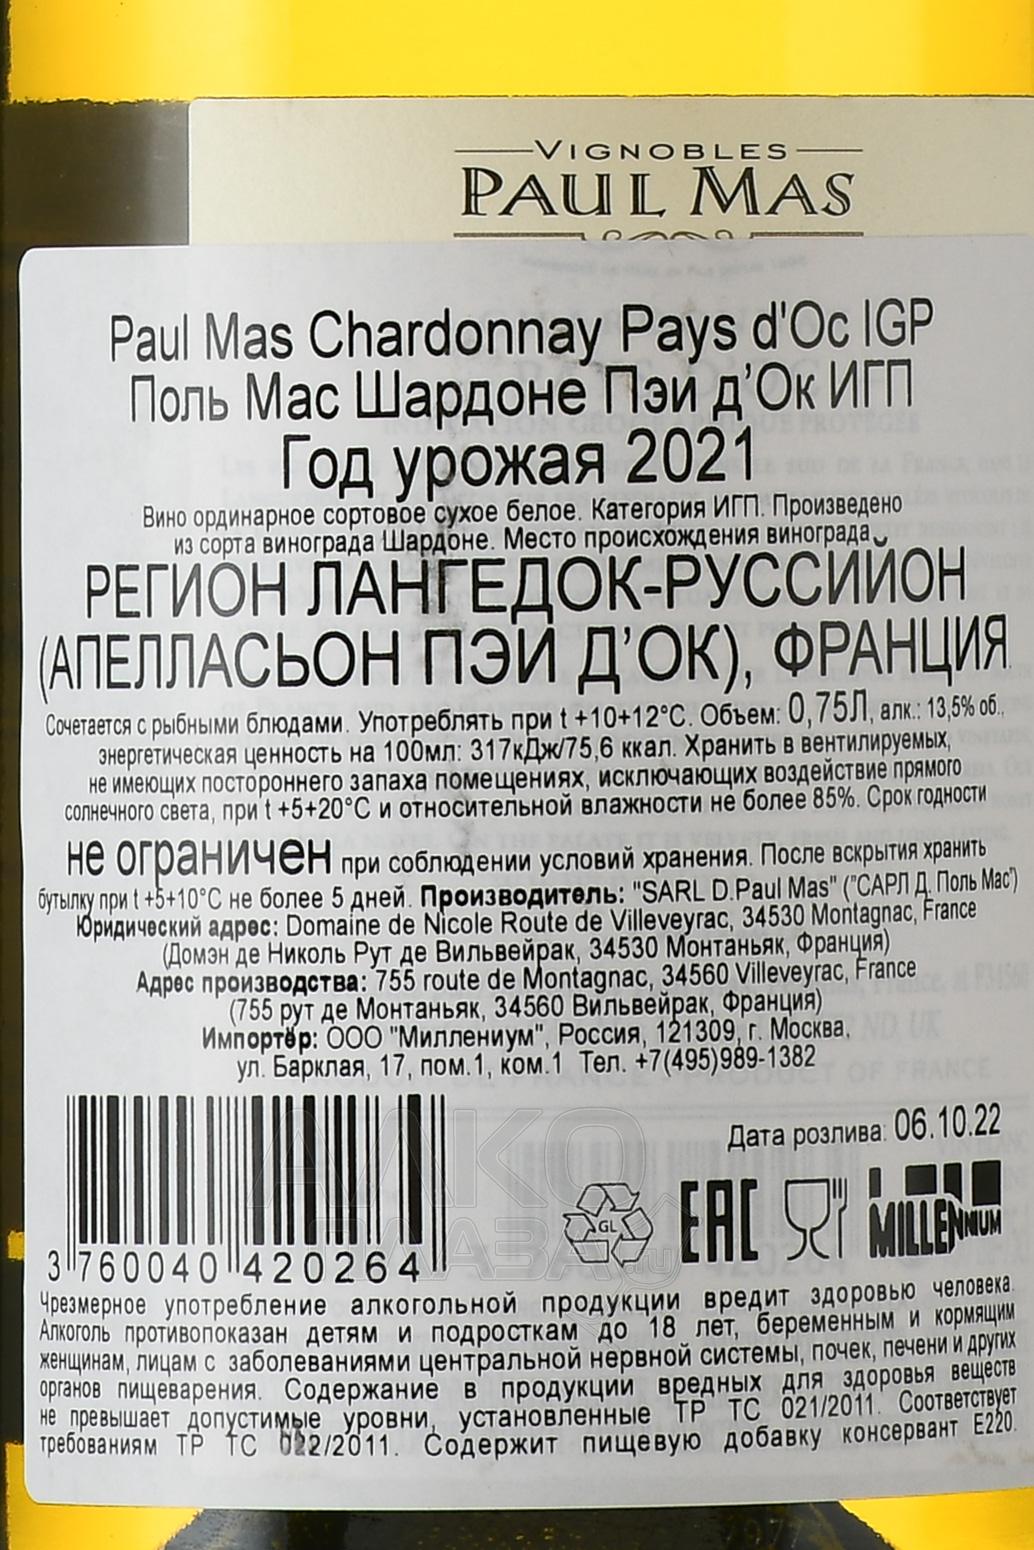 VIGNOBLES
PAUL MAS
Paul Mas Chardonnay Pays d'Oc IGP
Поль Мас Шардоне Пэи д’Ок ИГП
Год урожая 2021
Вино ординарное сортовое сухое белое. Категория ИГП. Произведено
из сорта винограда Шардоне. Место происхождения винограда
РЕГИОН ЛАНГЕДОК-РУССИЙОН
(АПЕЛЛАСЬОН ПЭИ Д’ОК), ФРАНЦИЯ
Сочетается с рыбными блюдами. Употреблять при t +10+12°С. Объем: 0,75Л, алк.: 13,5% об.,
энергетическая ценность на 100мл: 317кДж/75,6 ккал. Хранить в вентилируемых,
не имеющих постороннего запаха помещениях, исключающих воздействие прямого
солнечного света, при t +5+20°С и относительной влажности не более 85%. Срок годности
не ограничен при соблюдении условий хранения. После вскрытия хранить
бутылку при t +5+10°С не более 5 дней. Производитель: "SARL D.Paul Mas" ("САРЛ Д. Поль Мас")
Юридический адрес: Domaine de Nicole Route de Villeveyrac, 34530 Montagnac, France
(Домэн де Николь Рут де Вильвейрак, 34530 Монтаньяк, Франция)
Адрес производства: 755 route de Montagnac, 34560 Villeveyrac, France
(755 рут де Монтаньяк, 34560 Вильвейрак, Франция)
Импортёр: ООО "Миллениум", Россия, 121309, г. Москва,
ул. Барклая, 17, пом.1, ком.1 Тел. +7(495)989-1382
Дата розлива: 06.10.22
GL
EAC
MILLENNIUM
3 760040 420264
Чрезмерное употребление алкогольной продукции вредит здоровью человека.
Алкоголь противопоказан детям и подросткам до 18 лет, беременным и кормящим
женщинам, лицам с заболеваниями центральной нервной системы, почек, печени и других
органов пищеварения. Содержание в продукции вредных для здоровья веществ
не превышает допустимые уровни, установленные ТР ТС 021/2011. Соответствует
требованиям ТР ТС 022/2011. Содержит пищевую добавку консервант Е220.